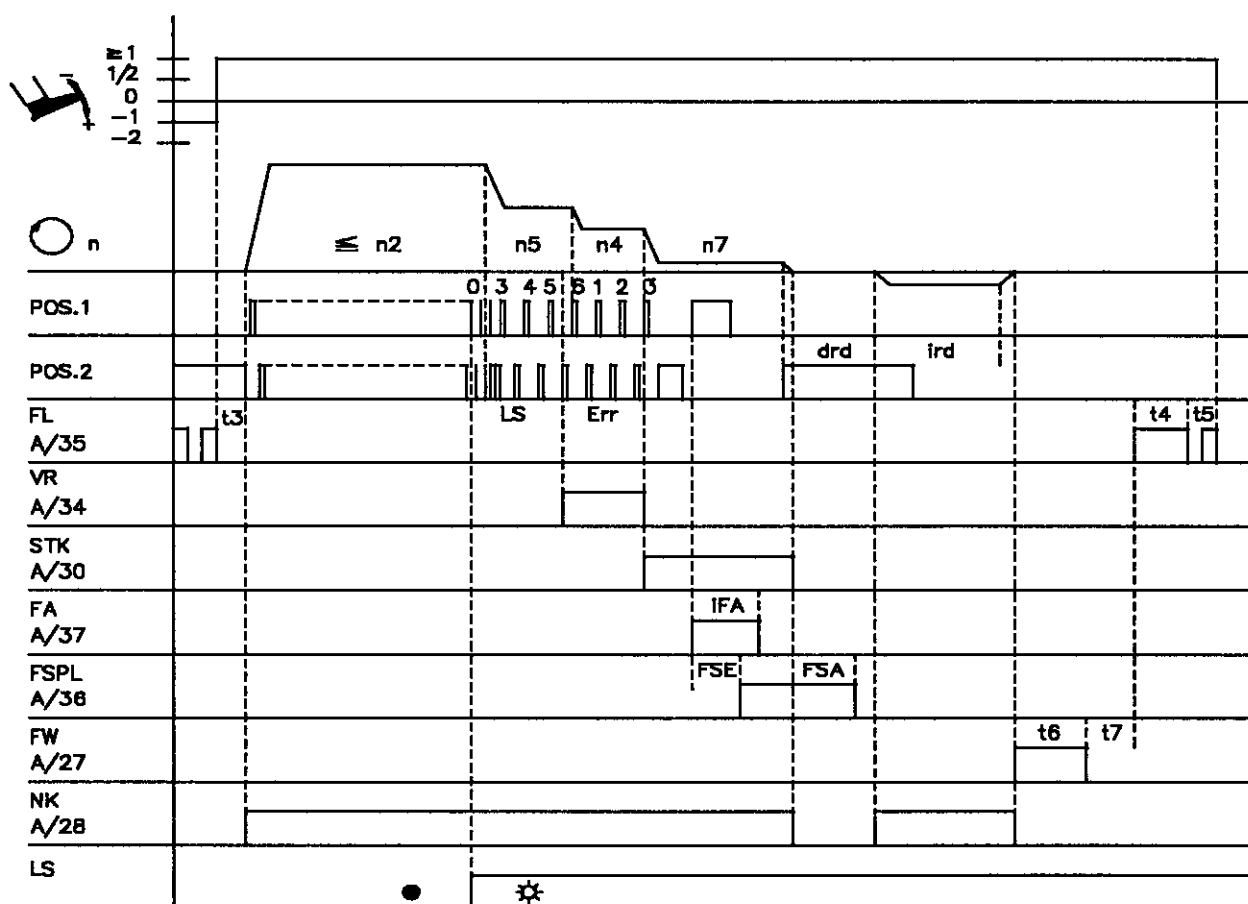 ≧1
1/2
0
-1
-2
- +
n
≦ n2
n5
n4
n7
POS.1
0 3 4 5 6 1 2 3
POS.2
drd ird
FL
A/35
t3 LS Err t4 t5
VR
A/34
STK
A/30
FA
A/37
iFA
FSPL
A/36
FSE FSA
FW
A/27
t6 t7
NK
A/28
LS